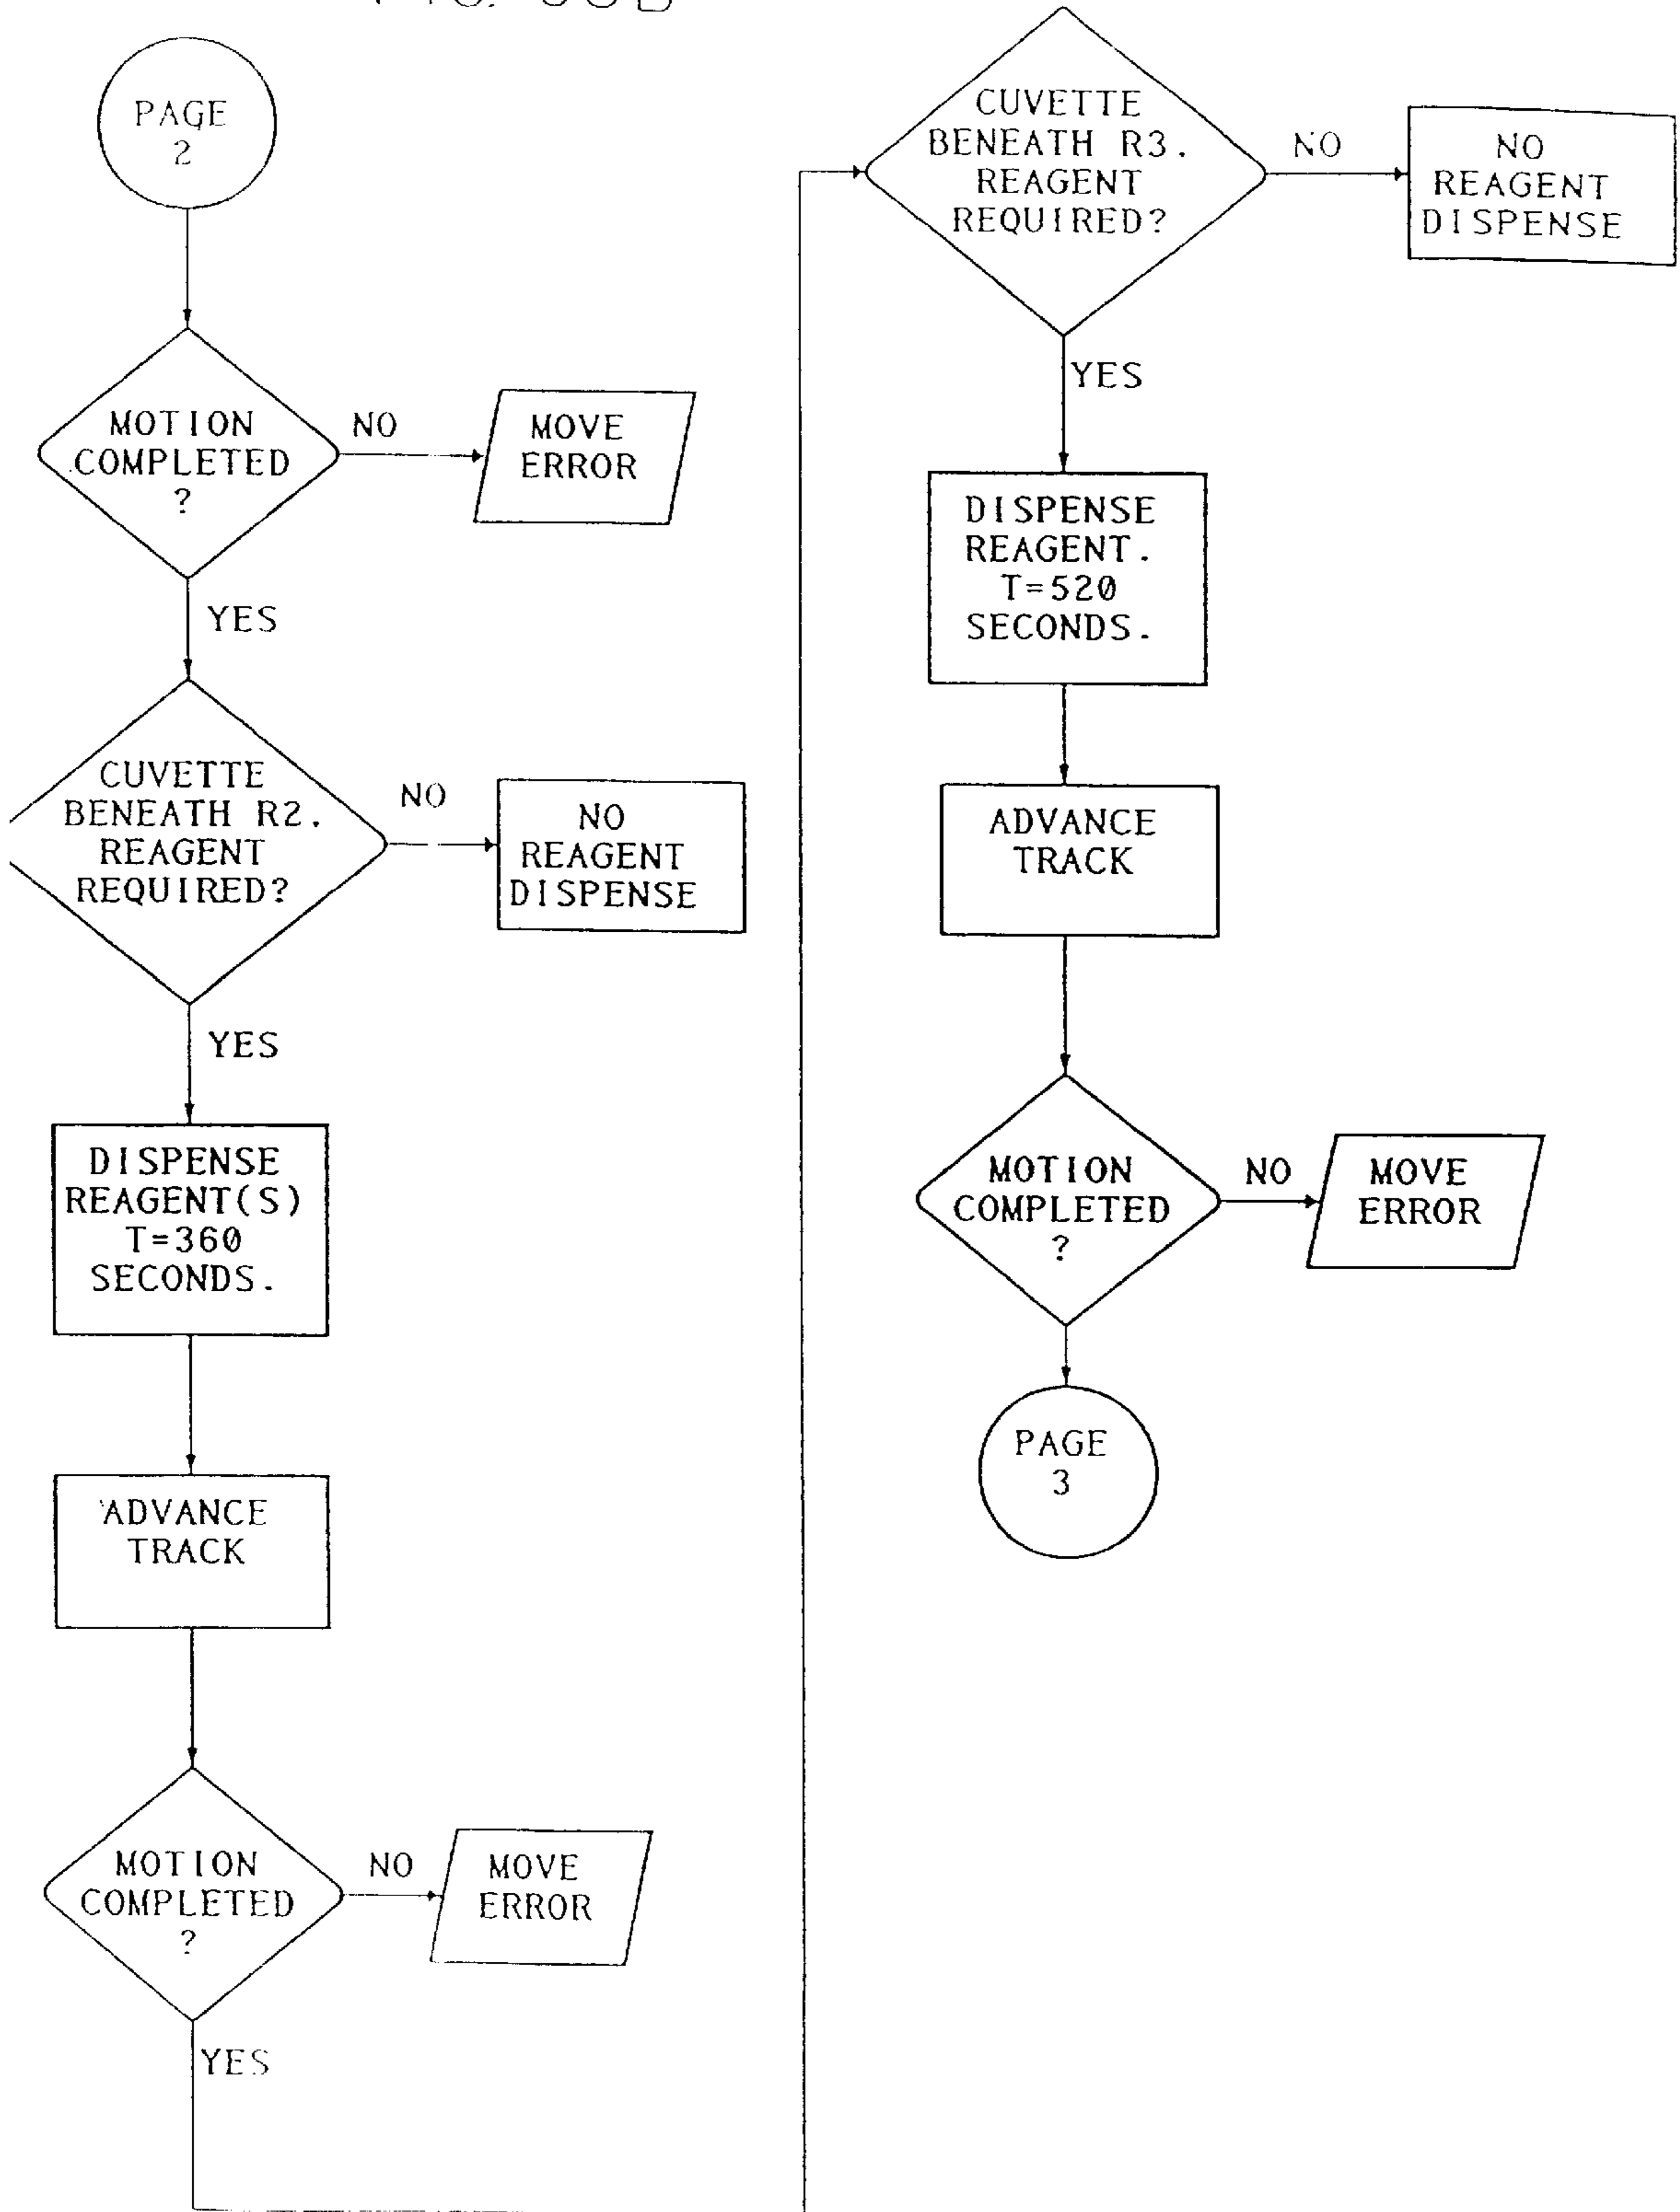 PAGE
2
MOTION
COMPLETED
?
NO
MOVE
ERROR
YES
CUVETTE
BENEATH R2.
REAGENT
REQUIRED?
NO
NO
REAGENT
DISPENSE
YES
DISPENSE
REAGENT(S)
T=360
SECONDS.
ADVANCE
TRACK
MOTION
COMPLETED
?
NO
MOVE
ERROR
YES
CUVETTE
BENEATH R3.
REAGENT
REQUIRED?
NO
NO
REAGENT
DISPENSE
YES
DISPENSE
REAGENT.
T=520
SECONDS.
ADVANCE
TRACK
MOTION
COMPLETED
?
NO
MOVE
ERROR
PAGE
3